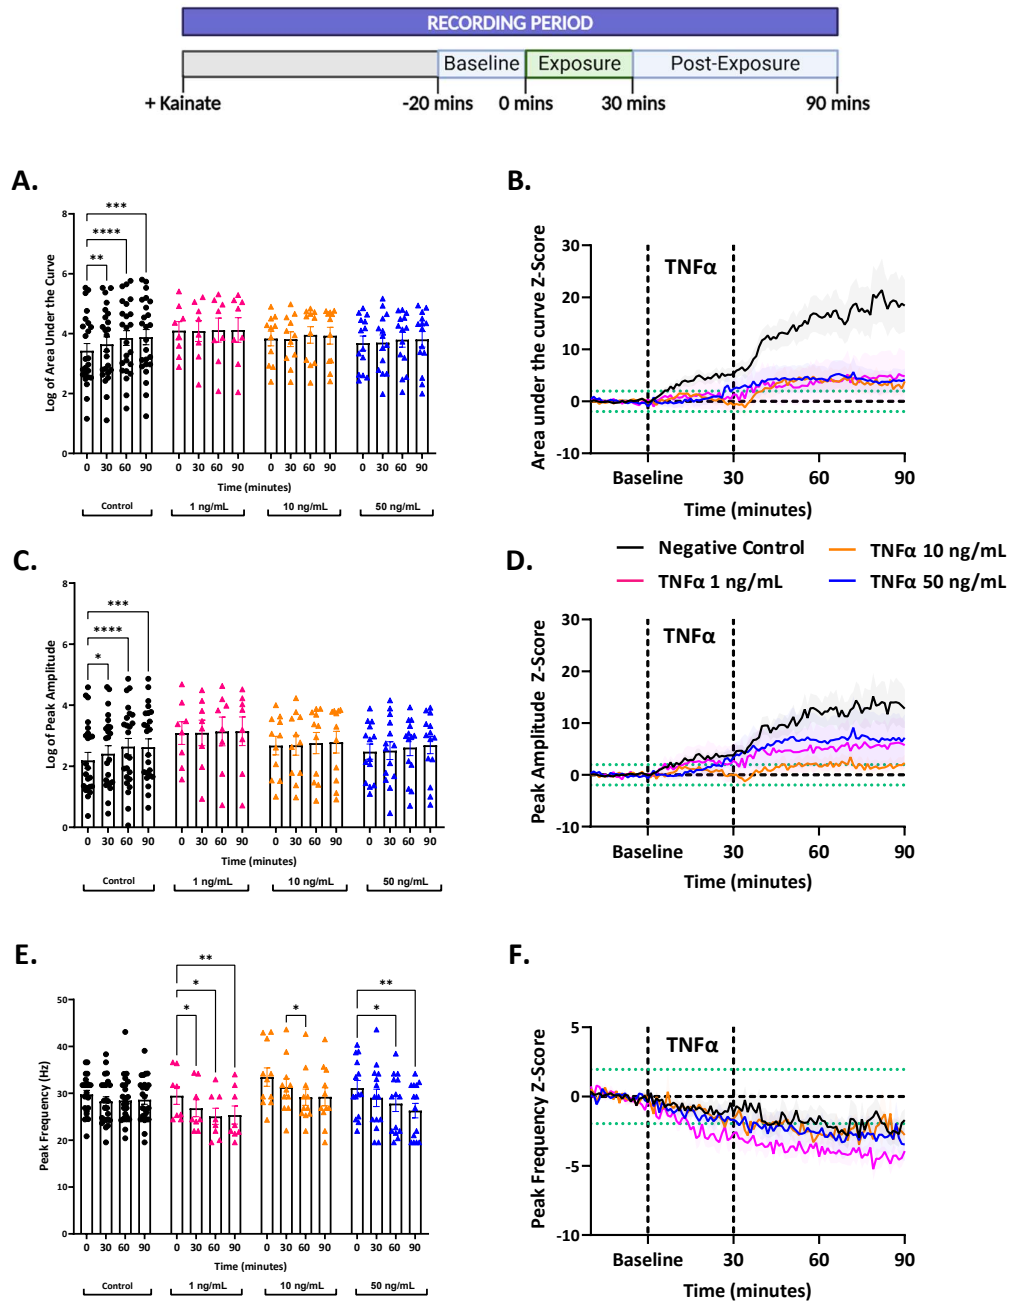 RECORDING PERIOD
Baseline Exposure Post-Exposure
+ Kainate -20 mins 0 mins 30 mins 90 mins
A.
Log of Area Under the Curve
8
6
4
2
0
** **** ***
0 30 60 90 0 30 60 90 0 30 60 90 0 30 60 90
Time (minutes)
Control 1 ng/mL 10 ng/mL 50 ng/mL
B.
Area under the curve Z-Score
30
20
10
0
-10
TNFα
Baseline 30 60 90
Time (minutes)
Negative Control TNFα 10 ng/mL
TNFα 1 ng/mL TNFα 50 ng/mL
C.
Log of Peak Amplitude
8
6
4
2
0
* **** ***
0 30 60 90 0 30 60 90 0 30 60 90 0 30 60 90
Time (minutes)
Control 1 ng/mL 10 ng/mL 50 ng/mL
D.
Peak Amplitude Z-Score
30
20
10
0
-10
TNFα
Baseline 30 60 90
Time (minutes)
E.
Peak Frequency (Hz)
50
40
30
20
10
0
* * ** * * **
0 30 60 90 0 30 60 90 0 30 60 90 0 30 60 90
Time (minutes)
Control 1 ng/mL 10 ng/mL 50 ng/mL
F.
Peak Frequency Z-Score
5
0
-5
-10
TNFα
Baseline 30 60 90
Time (minutes)